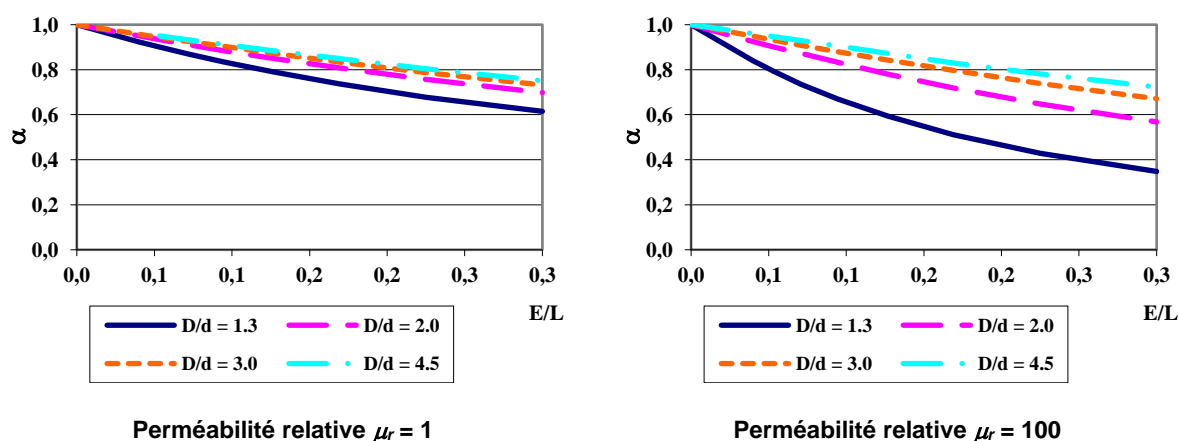 1,0
0,8
0,6
0,4
0,2
0,0
α
0,0 0,1 0,1 0,2 0,2 0,3 0,3
E/L
D/d = 1.3 D/d = 2.0
D/d = 3.0 D/d = 4.5
Perméabilité relative μr = 1
1,0
0,8
0,6
0,4
0,2
0,0
α
0,0 0,1 0,1 0,2 0,2 0,3 0,3
E/L
D/d = 1.3 D/d = 2.0
D/d = 3.0 D/d = 4.5
Perméabilité relative μr = 100